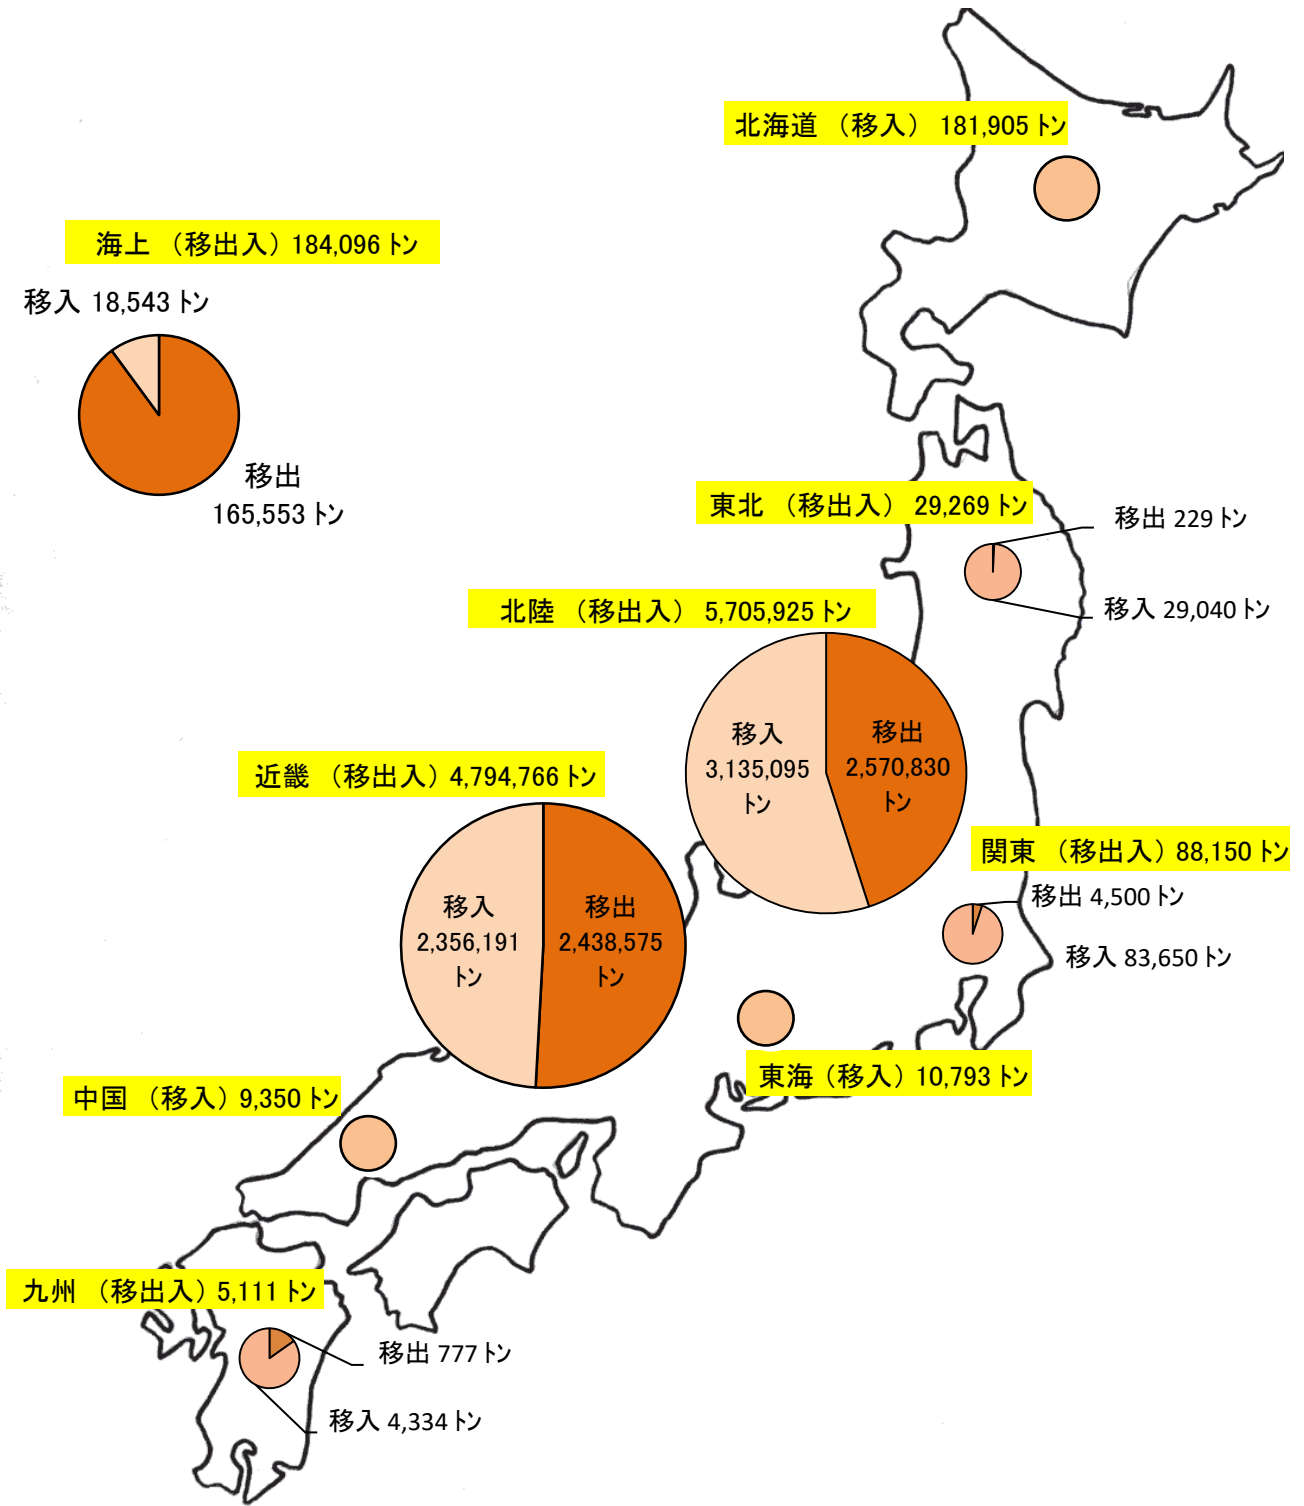 北海道 （移入） 181,905 トン
海上 （移出入）184,096 トン
移入 18,543 トン
移出
165,553 トン
東北 （移出入） 29,269 トン
移出 229 トン
移入 29,040 トン
北陸 （移出入） 5,705,925 トン
移入
3,135,095
トン
移出
2,570,830
トン
近畿 （移出入）4,794,766 トン
移入
2,356,191
トン
移出
2,438,575
トン
関東 （移出入）88,150 トン
移出 4,500 トン
移入 83,650 トン
東海（移入）10,793 トン
中国 （移入）9,350 トン
九州 （移出入）5,111 トン
移出 777 トン
移入 4,334 トン